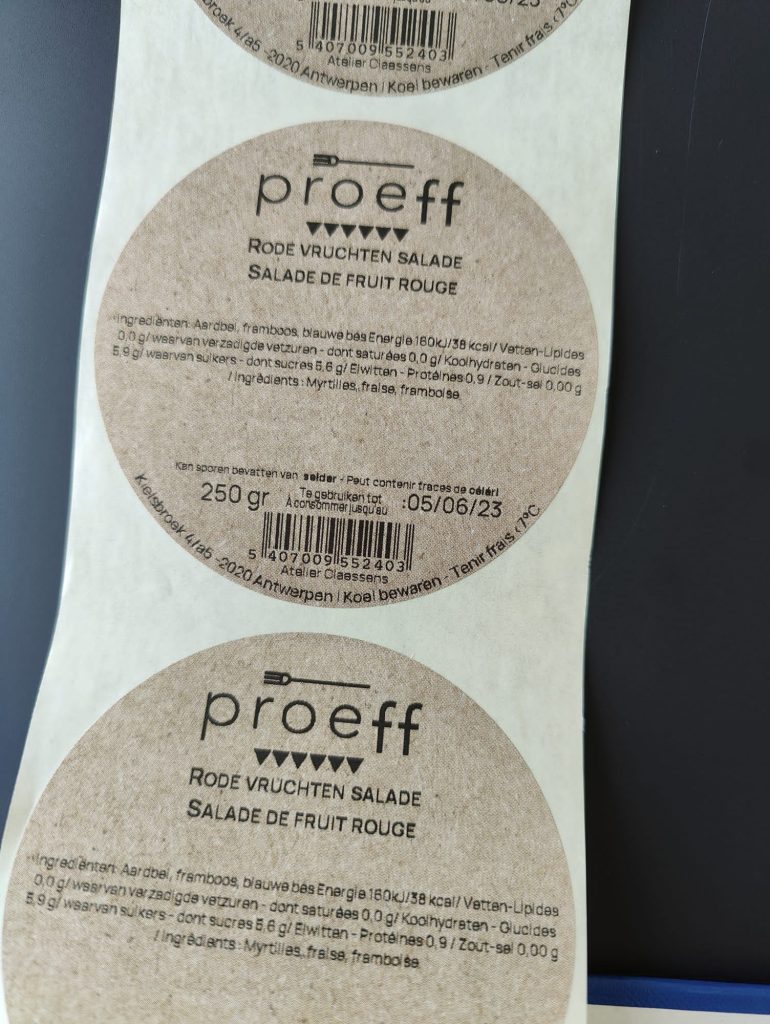 5 407009 552403
Atelier Claessens
Kielsbroek 4/a5 - 2020 Antwerpen | Koel bewaren - Tenir frais <7°C
proeff
RODE VRUCHTEN SALADE
SALADE DE FRUIT ROUGE
Ingrediënten: Aardbei, framboos, blauwe bes Energie 160kJ/38 kcal/ Vetten-Lipides
0,0 g/ waarvan verzadigde vetzuren - dont saturées 0,0 g/ Koolhydraten - Glucides
5,9 g/ waarvan suikers - dont sucres 5,6 g/ Eiwitten - Protéines 0,9 / Zout-sel 0,00 g
/ Ingrédients : Myrtilles, fraise, framboise.
Kan sporen bevatten van selder - Peut contenir traces de céleri
250 gr
Te gebruiken tot
À consommer jusqu'au
:05/06/23
5 407009 552403
Atelier Claessens
Kielsbroek 4/a5 - 2020 Antwerpen | Koel bewaren - Tenir frais <7°C
proeff
RODE VRUCHTEN SALADE
SALADE DE FRUIT ROUGE
Ingrediënten: Aardbei, framboos, blauwe bes Energie 160kJ/38 kcal/ Vetten-Lipides
0,0 g/ waarvan verzadigde vetzuren - dont saturées 0,0 g/ Koolhydraten - Glucides
5,9 g/ waarvan suikers - dont sucres 5,6 g/ Eiwitten - Protéines 0,9 / Zout-sel 0,00 g
/ Ingrédients : Myrtilles, fraise, framboise.